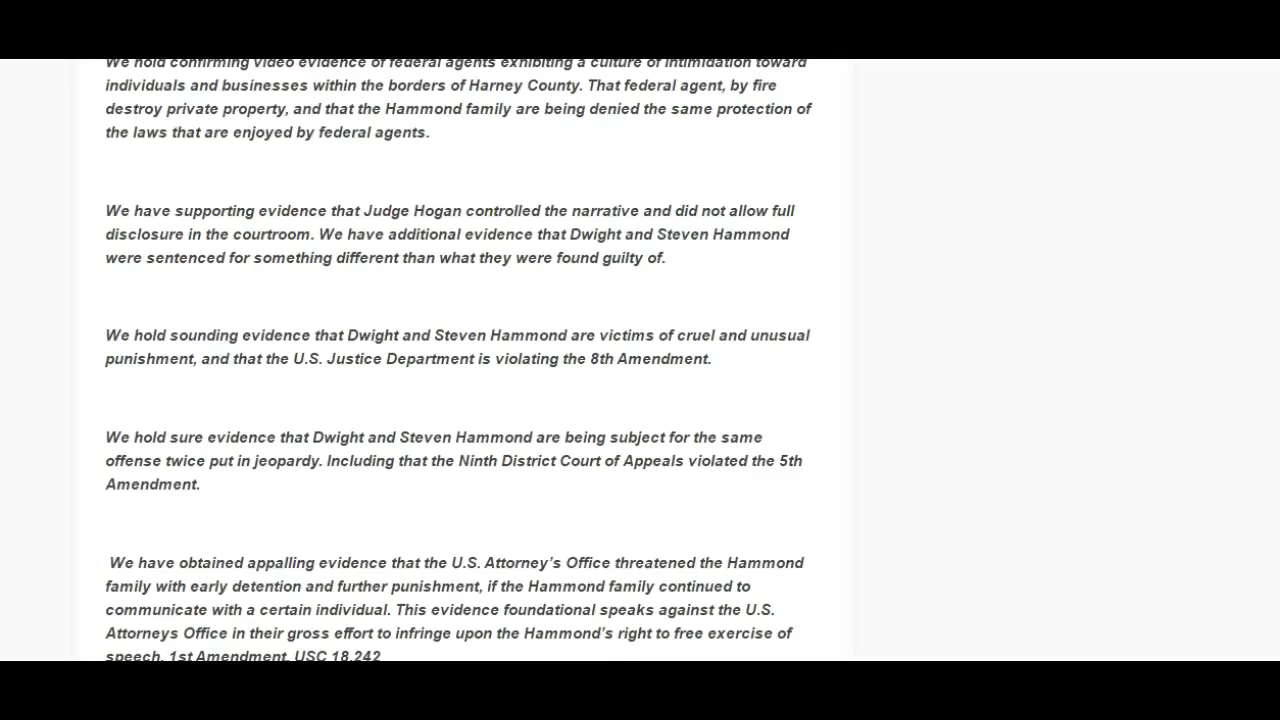 We hold confirming video evidence of federal agents exhibiting a culture of intimidation toward
individuals and businesses within the borders of Harney County. That federal agent, by fire
destroy private property, and that the Hammond family are being denied the same protection of
the laws that are enjoyed by federal agents.
We have supporting evidence that Judge Hogan controlled the narrative and did not allow full
disclosure in the courtroom. We have additional evidence that Dwight and Steven Hammond
were sentenced for something different than what they were found guilty of.
We hold sounding evidence that Dwight and Steven Hammond are victims of cruel and unusual
punishment, and that the U.S. Justice Department is violating the 8th Amendment.
We hold sure evidence that Dwight and Steven Hammond are being subject for the same
offense twice put in jeopardy. Including that the Ninth District Court of Appeals violated the 5th
Amendment.
We have obtained appalling evidence that the U.S. Attorney’s Office threatened the Hammond
family with early detention and further punishment, if the Hammond family continued to
communicate with a certain individual. This evidence foundational speaks against the U.S.
Attorneys Office in their gross effort to infringe upon the Hammond’s right to free exercise of
speech. 1st Amendment. USC 18.242